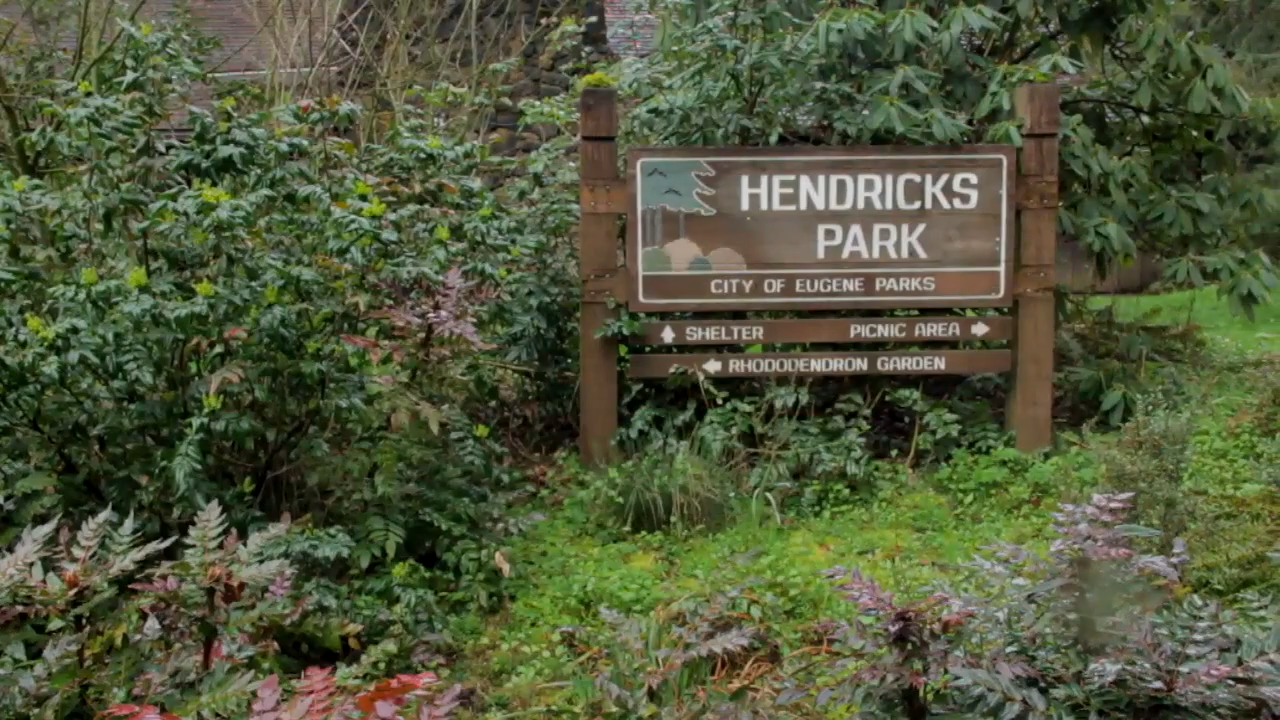 HENDRICKS
PARK
CITY OF EUGENE PARKS
SHELTER PICNIC AREA
RHODODENDRON GARDEN